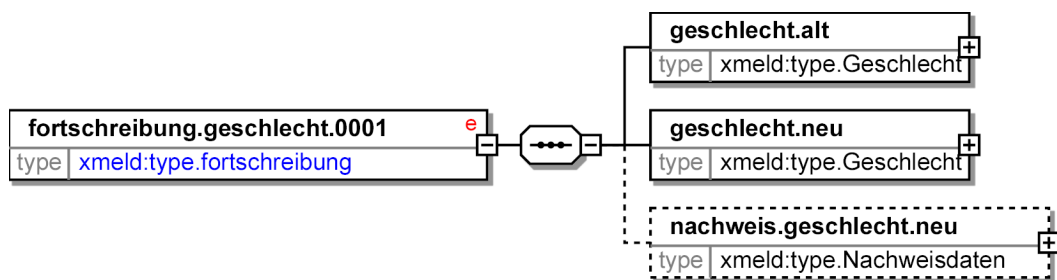 geschlecht.alt
type xmeld:type.Geschlecht
fortschreibung.geschlecht.0001 e
type xmeld:type.fortschreibung
geschlecht.neu
type xmeld:type.Geschlecht
nachweis.geschlecht.neu
type xmeld:type.Nachweisdaten